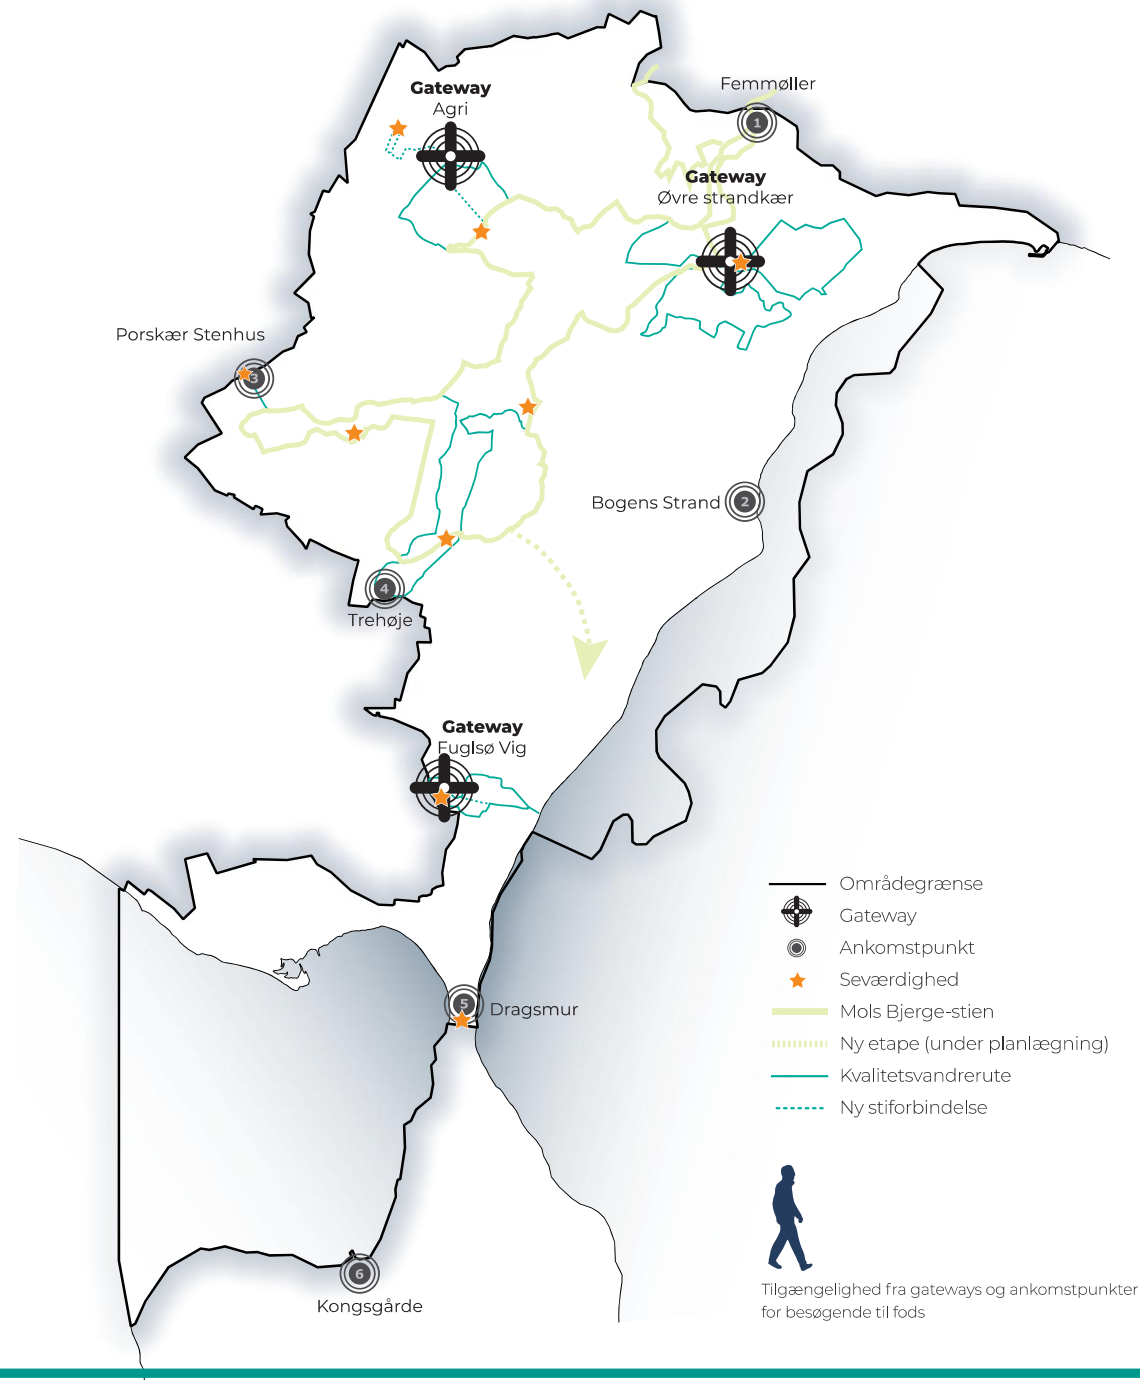 Femmøller
1
Gateway
Agri
Gateway
Øvre strandkær
Porskær Stenhus
3
Bogens Strand
2
4
Trehøje
Gateway
Fuglsø Vig
5
Dragsmur
6
Kongsgårde
Områdegrænse
Gateway
Ankomstpunkt
Seværdighed
Mols Bjerge-stien
Ny etape (under planlægning)
Kvalitetsvandrerute
Ny stiforbindelse
Tilgængelighed fra gateways og ankomstpunkter
for besøgende til fods